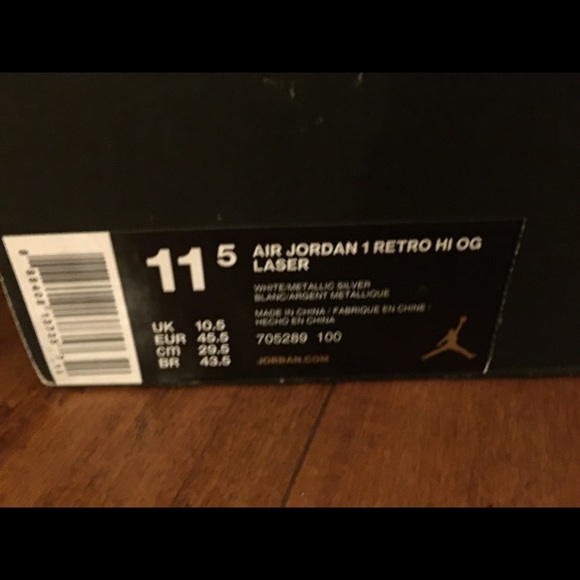 11 5
AIR JORDAN 1 RETRO HI OG
LASER
WHITE/METALLIC SILVER
BLANC/ARGENT METALLIQUE
MADE IN CHINA / FABRIQUE EN CHINE /
HECHO EN CHINA
705289 100
JORDAN.COM
UK 10.5
EUR 45.5
cm 29.5
BR 43.5